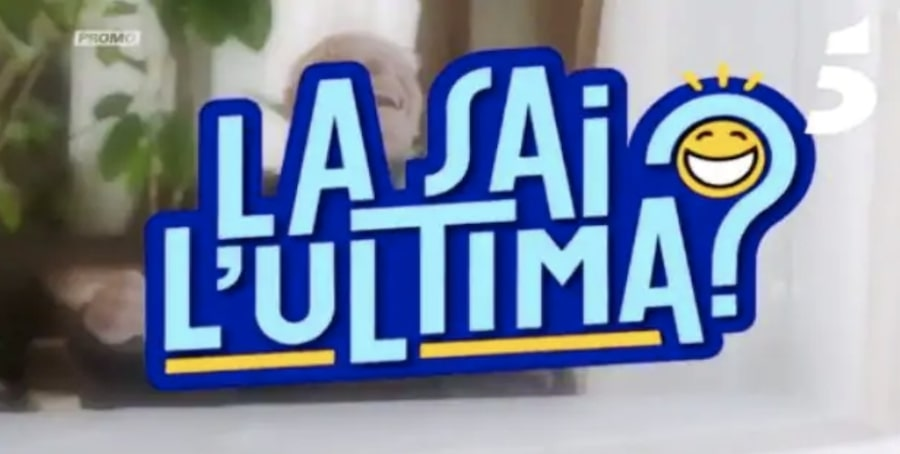 PROMO
5
LA SAi
L'ULTIMA?